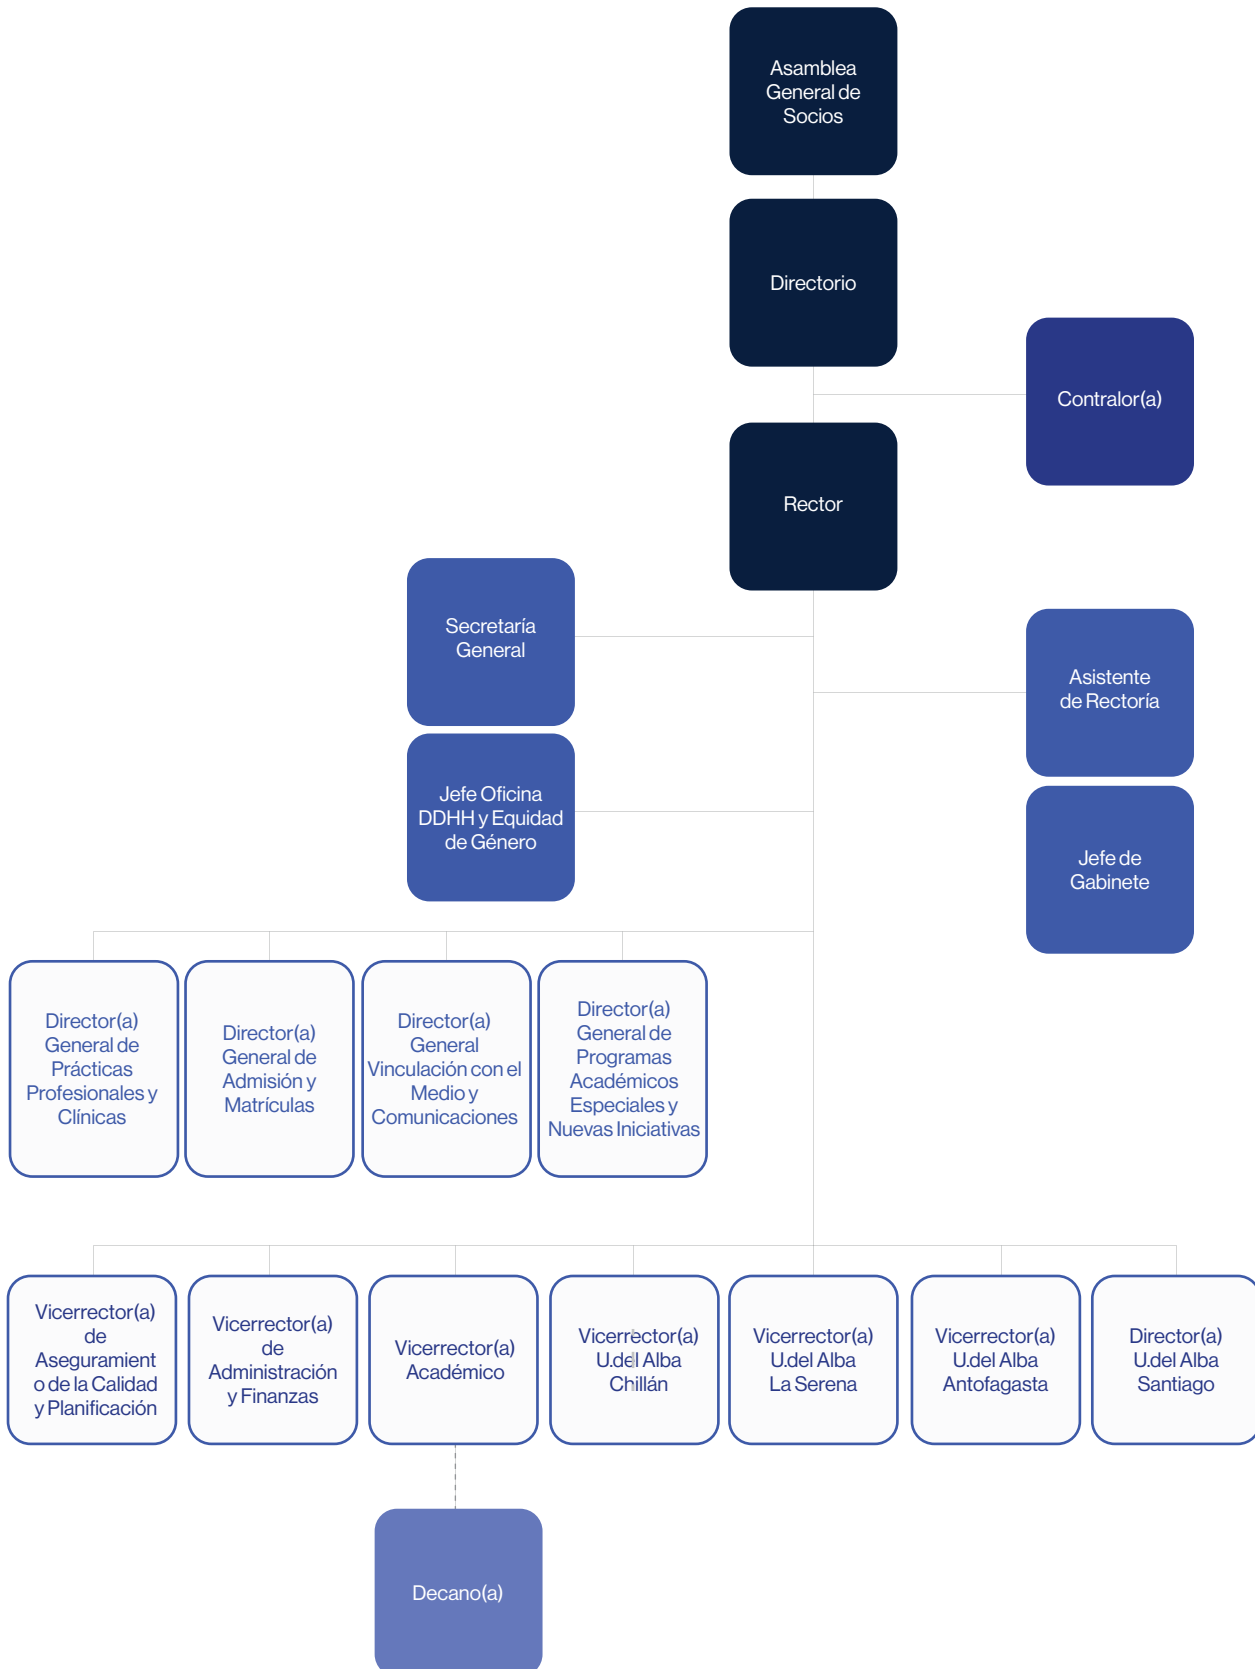 Asamblea
General de
Socios
Directorio
Contralor(a)
Rector
Secretaría
General
Asistente
de Rectoría
Jefe Oficina
DDHH y Equidad
de Género
Jefe de
Gabinete
Director(a)
General de
Prácticas
Profesionales y
Clínicas
Director(a)
General de
Admisión y
Matrículas
Director(a)
General
Vinculación con el
Medio y
Comunicaciones
Director(a)
General de
Programas
Académicos
Especiales y
Nuevas Iniciativas
Vicerrector(a)
de
Aseguramient
o de la Calidad
y Planificación
Vicerrector(a)
de
Administración
y Finanzas
Vicerrector(a)
Académico
Vicerrector(a)
U.del Alba
Chillán
Vicerrector(a)
U.del Alba
La Serena
Vicerrector(a)
U.del Alba
Antofagasta
Director(a)
U.del Alba
Santiago
Decano(a)